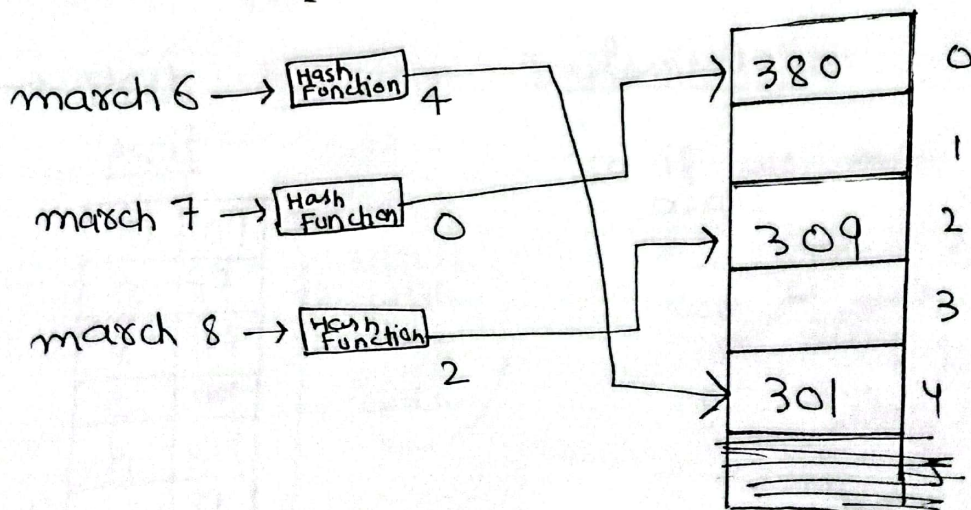 march 6 → Hash Function 4
march 7 → Hash Function 0
march 8 → Hash Function 2
380 0
1
309 2
3
301 4